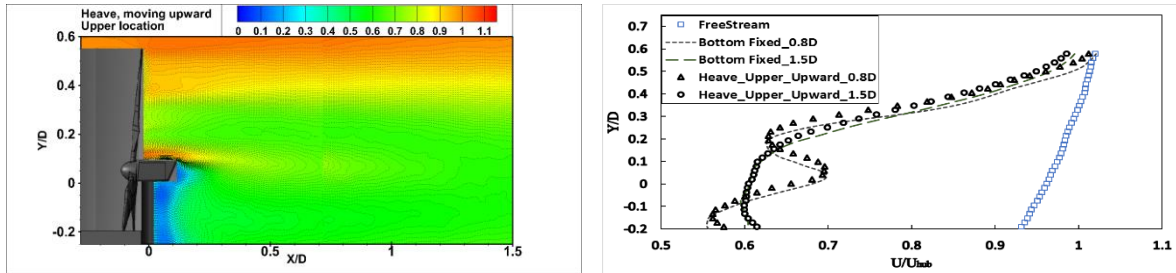 Heave, moving upward
Upper location
0 0.1 0.2 0.3 0.4 0.5 0.6 0.7 0.8 0.9 1 1.1
0.6
0.4
0.2
0
-0.2
Y/D
0 0.5 1 1.5
X/D
FreeStream
Bottom Fixed_0.8D
Bottom Fixed_1.5D
Heave_Upper_Upward_0.8D
Heave_Upper_Upward_1.5D
0.7
0.6
0.5
0.4
0.3
0.2
0.1
0
-0.1
-0.2
Y/D
0.5 0.6 0.7 0.8 0.9 1 1.1
U/Uhub